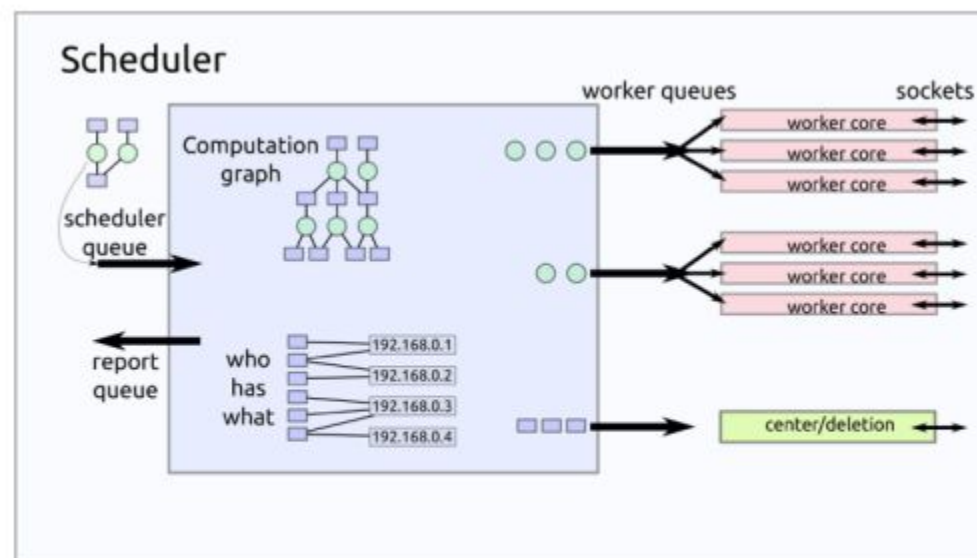 Scheduler
worker queues
sockets
Computation
graph
worker core
worker core
worker core
scheduler
queue
worker core
worker core
worker core
report
queue
who
has
what
192.168.0.1
192.168.0.2
192.168.0.3
192.168.0.4
center/deletion